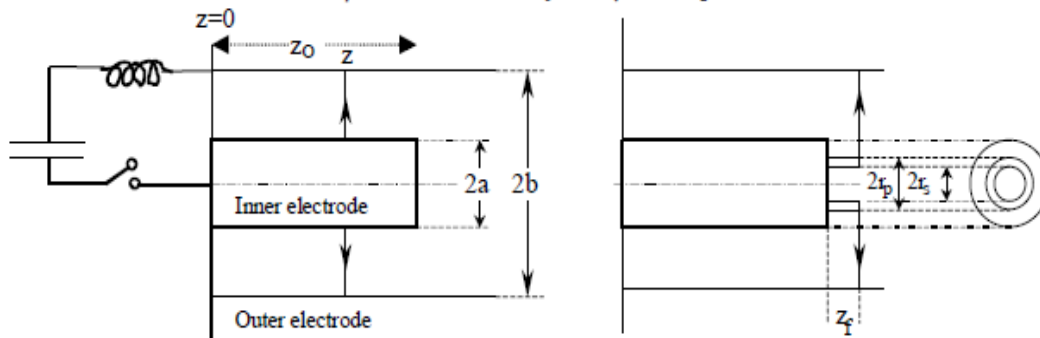 z=0
z₀
z
2a
2b
Inner electrode
Outer electrode
2rₚ
2rₛ
z_f